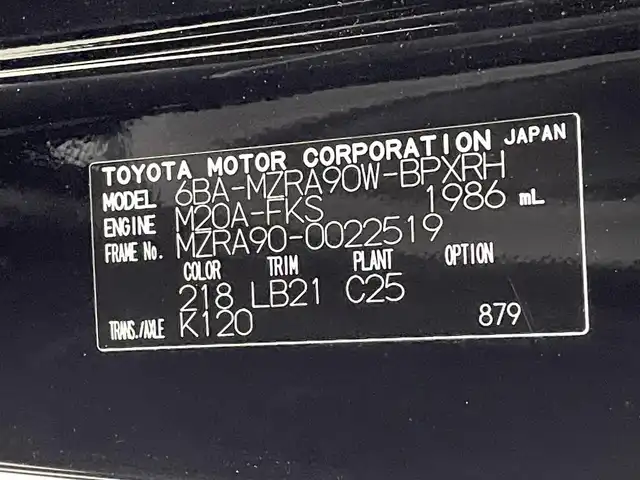 TOYOTA MOTOR CORPORATION JAPAN
MODEL 6BA-MZRA90W-BPXRH
ENGINE M20A-FKS 1986 mL
FRAME No. MZRA90-0022519
COLOR TRIM PLANT OPTION
218 LB21 C25
TRANS./AXLE K120 879